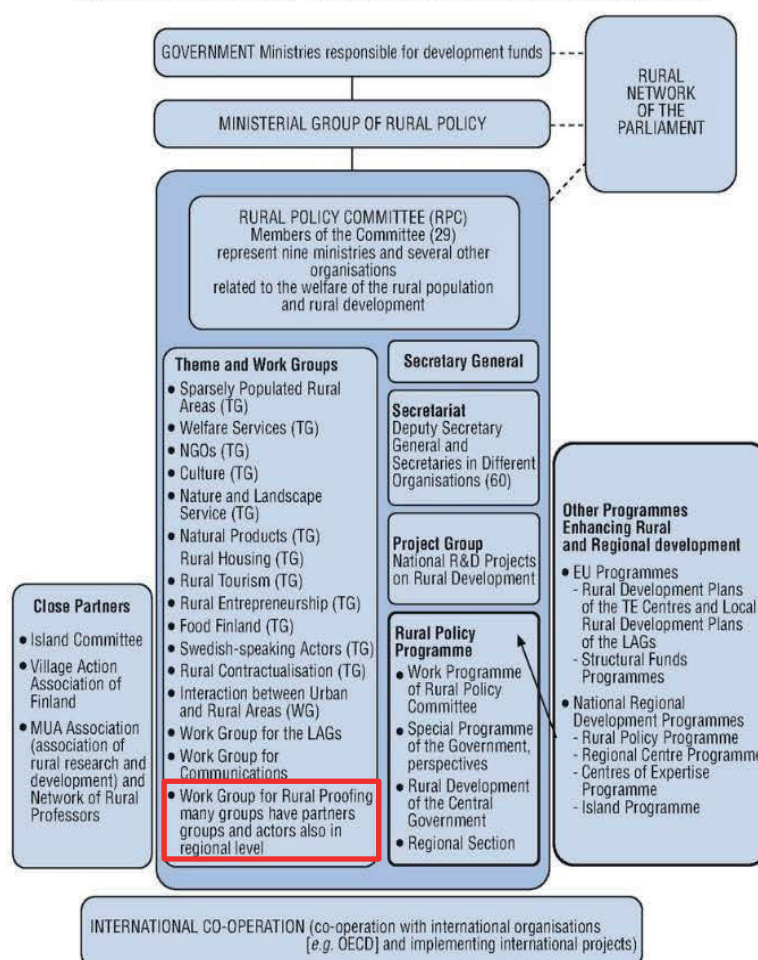 GOVERNMENT Ministries responsible for development funds
RURAL
NETWORK
OF THE
PARLIAMENT
MINISTERIAL GROUP OF RURAL POLICY
RURAL POLICY COMMITTEE (RPC)
Members of the Committee (29)
represent nine ministries and several other
organisations
related to the welfare of the rural population
and rural development
Theme and Work Groups
• Sparsely Populated Rural
Areas (TG)
• Welfare Services (TG)
• NGOs (TG)
• Culture (TG)
• Nature and Landscape
Service (TG)
• Natural Products (TG)
Rural Housing (TG)
• Rural Tourism (TG)
• Rural Entrepreneurship (TG)
• Food Finland (TG)
• Swedish-speaking Actors (TG)
• Rural Contractualisation (TG)
• Interaction between Urban
and Rural Areas (WG)
• Work Group for the LAGs
• Work Group for
Communications
• Work Group for Rural Proofing
many groups have partners
groups and actors also in
regional level
Secretary General
Secretariat
Deputy Secretary
General and
Secretaries in Different
Organisations (60)
Project Group
National R&D Projects
on Rural Development
Rural Policy
Programme
• Work Programme
of Rural Policy
Committee
• Special Programme
of the Government,
perspectives
• Rural Development
of the Central
Government
• Regional Section
Close Partners
• Island Committee
• Village Action
Association of
Finland
• MUA Association
(association of
rural research and
development) and
Network of Rural
Professors
Other Programmes
Enhancing Rural
and Regional development
• EU Programmes
- Rural Development Plans
of the TE Centres and Local
Rural Development Plans
of the LAGs
- Structural Funds
Programmes
• National Regional
Development Programmes
- Rural Policy Programme
- Regional Centre Programme
- Centres of Expertise
Programme
- Island Programme
INTERNATIONAL CO-OPERATION (co-operation with international organisations
[e.g. OECD] and implementing international projects)